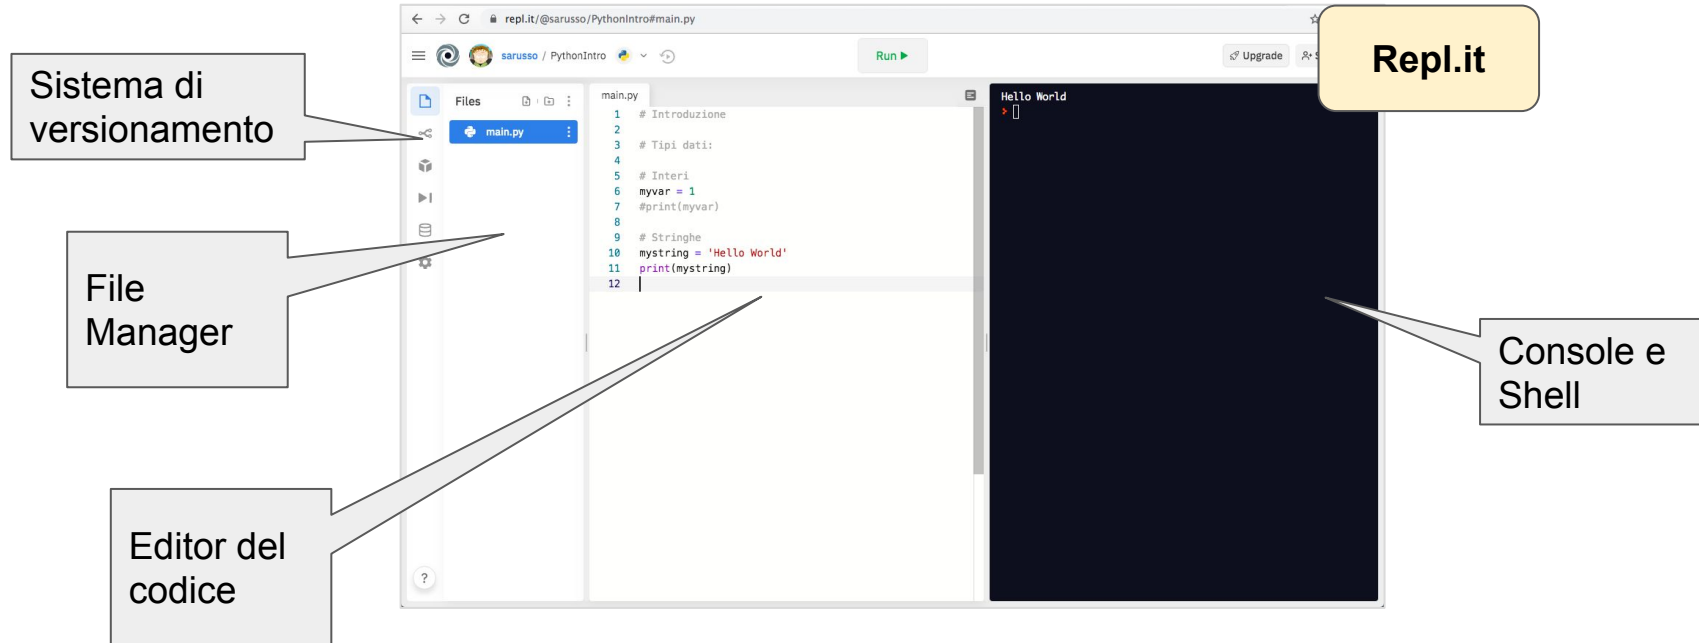 repl.it/@sarusso/PythonIntro#main.py
sarusso / PythonIntro
Run
Upgrade
Repl.it
Sistema di
versionamento
Files
main.py
main.py
1 # Introduzione
2
3 # Tipi dati:
4
5 # Interi
6 myvar = 1
7 #print(myvar)
8
9 # Stringhe
10 mystring = 'Hello World'
11 print(mystring)
12
Hello World
>
File
Manager
Console e
Shell
Editor del
codice
?